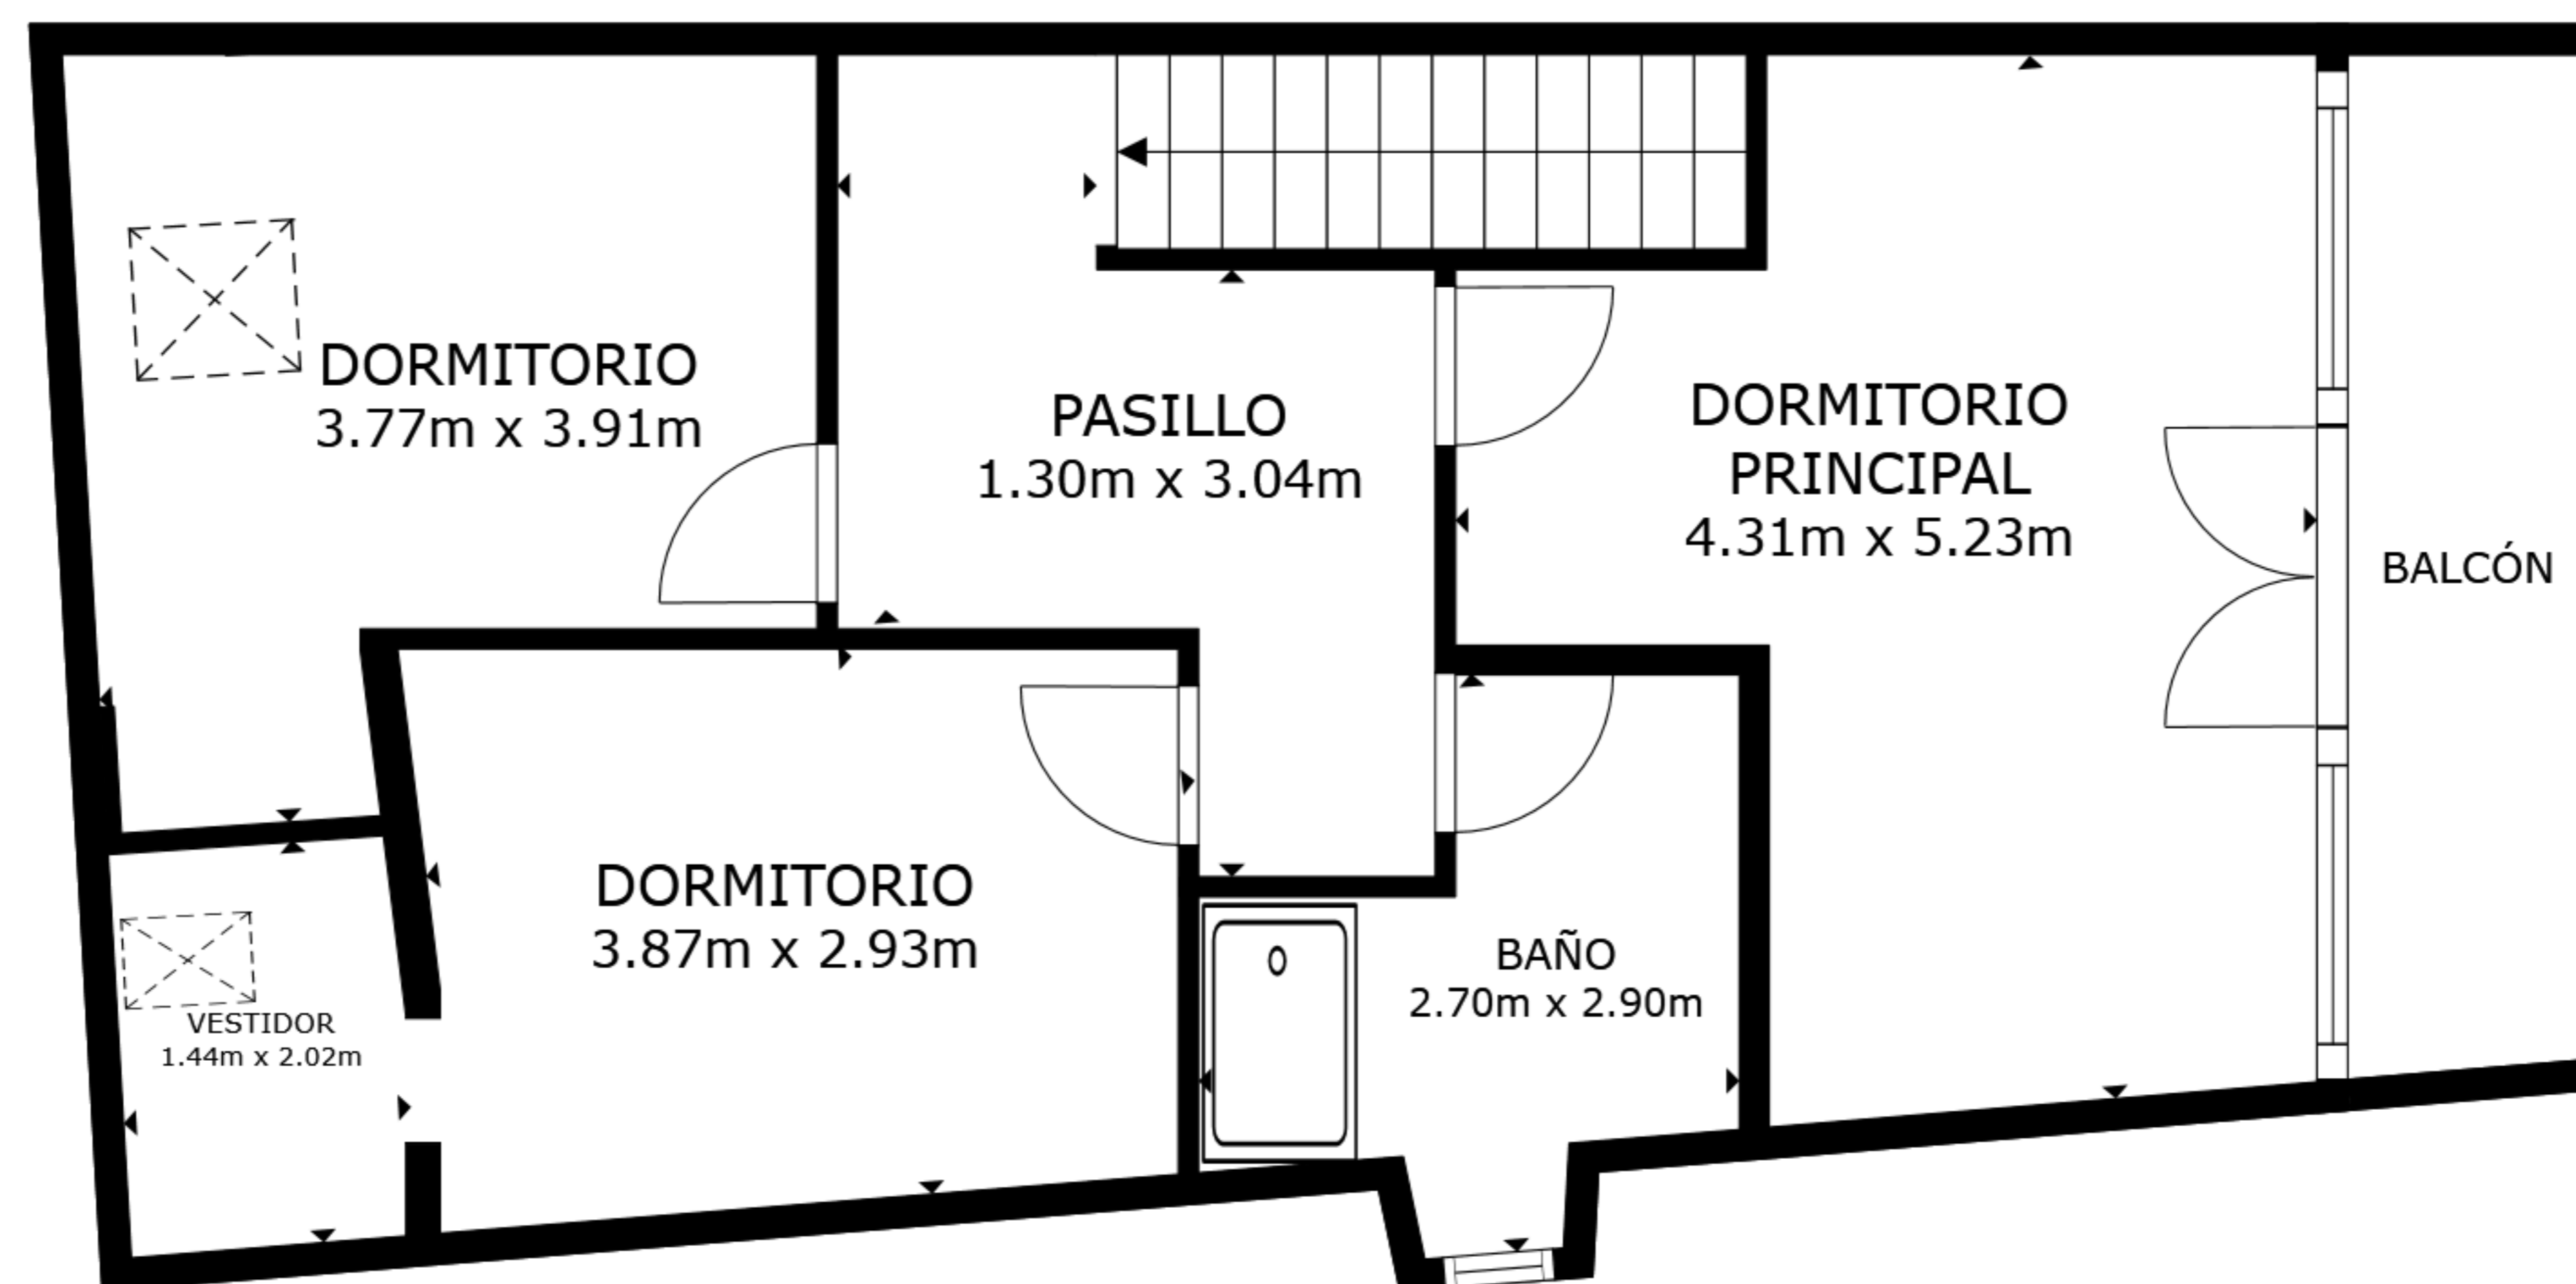 DORMITORIO
3.77m x 3.91m
PASILLO
1.30m x 3.04m
DORMITORIO
PRINCIPAL
4.31m x 5.23m
BALCÓN
DORMITORIO
3.87m x 2.93m
BAÑO
2.70m x 2.90m
VESTIDOR
1.44m x 2.02m